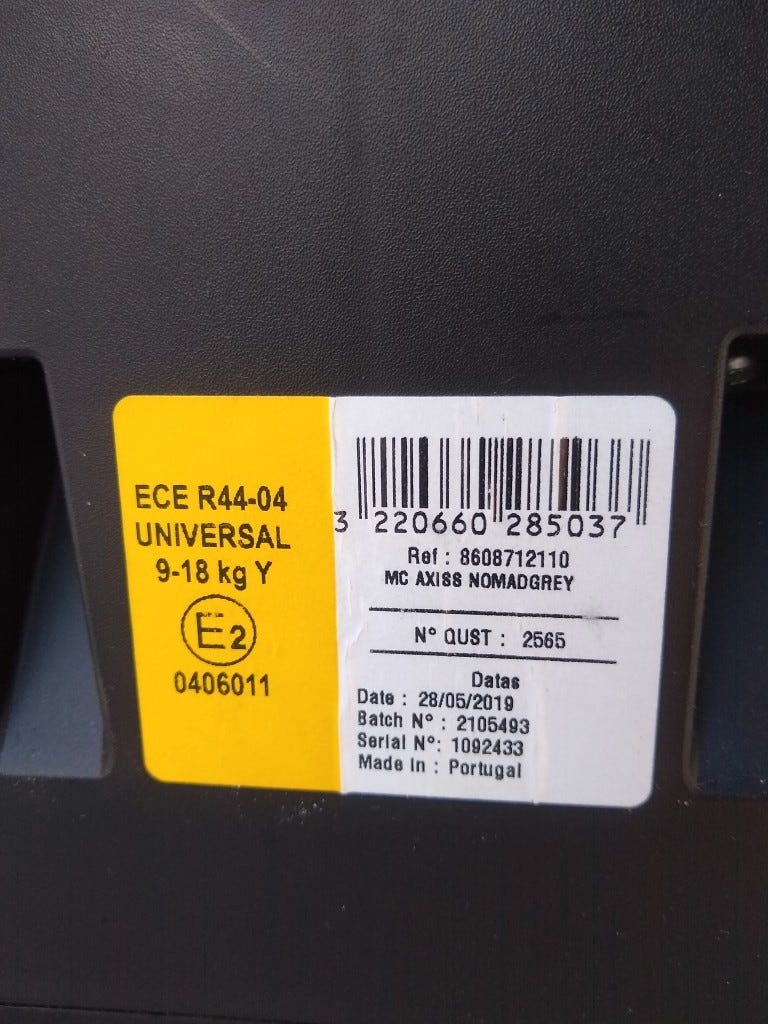 ECE R44-04
UNIVERSAL
9-18 kg Y
E2
0406011
3 220660 285037
Ref : 8608712110
MC AXISS NOMADGREY
N° QUST : 2565
Datas
Date : 28/05/2019
Batch N° : 2105493
Serial N°: 1092433
Made In : Portugal